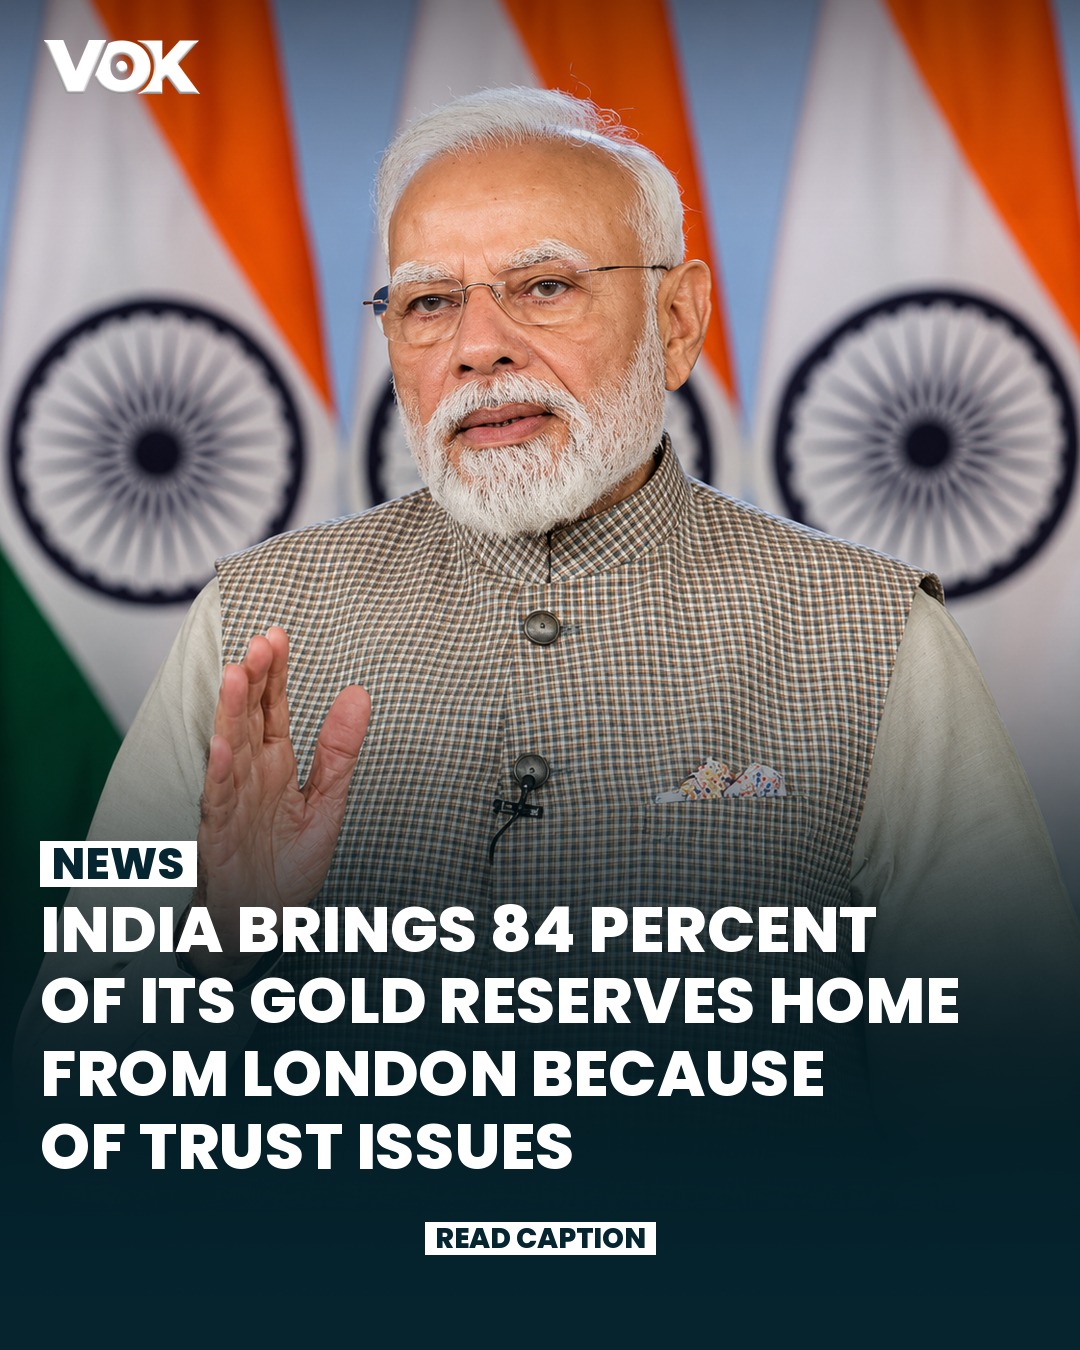 VOK
NEWS
INDIA BRINGS 84 PERCENT
OF ITS GOLD RESERVES HOME
FROM LONDON BECAUSE
OF TRUST ISSUES
READ CAPTION